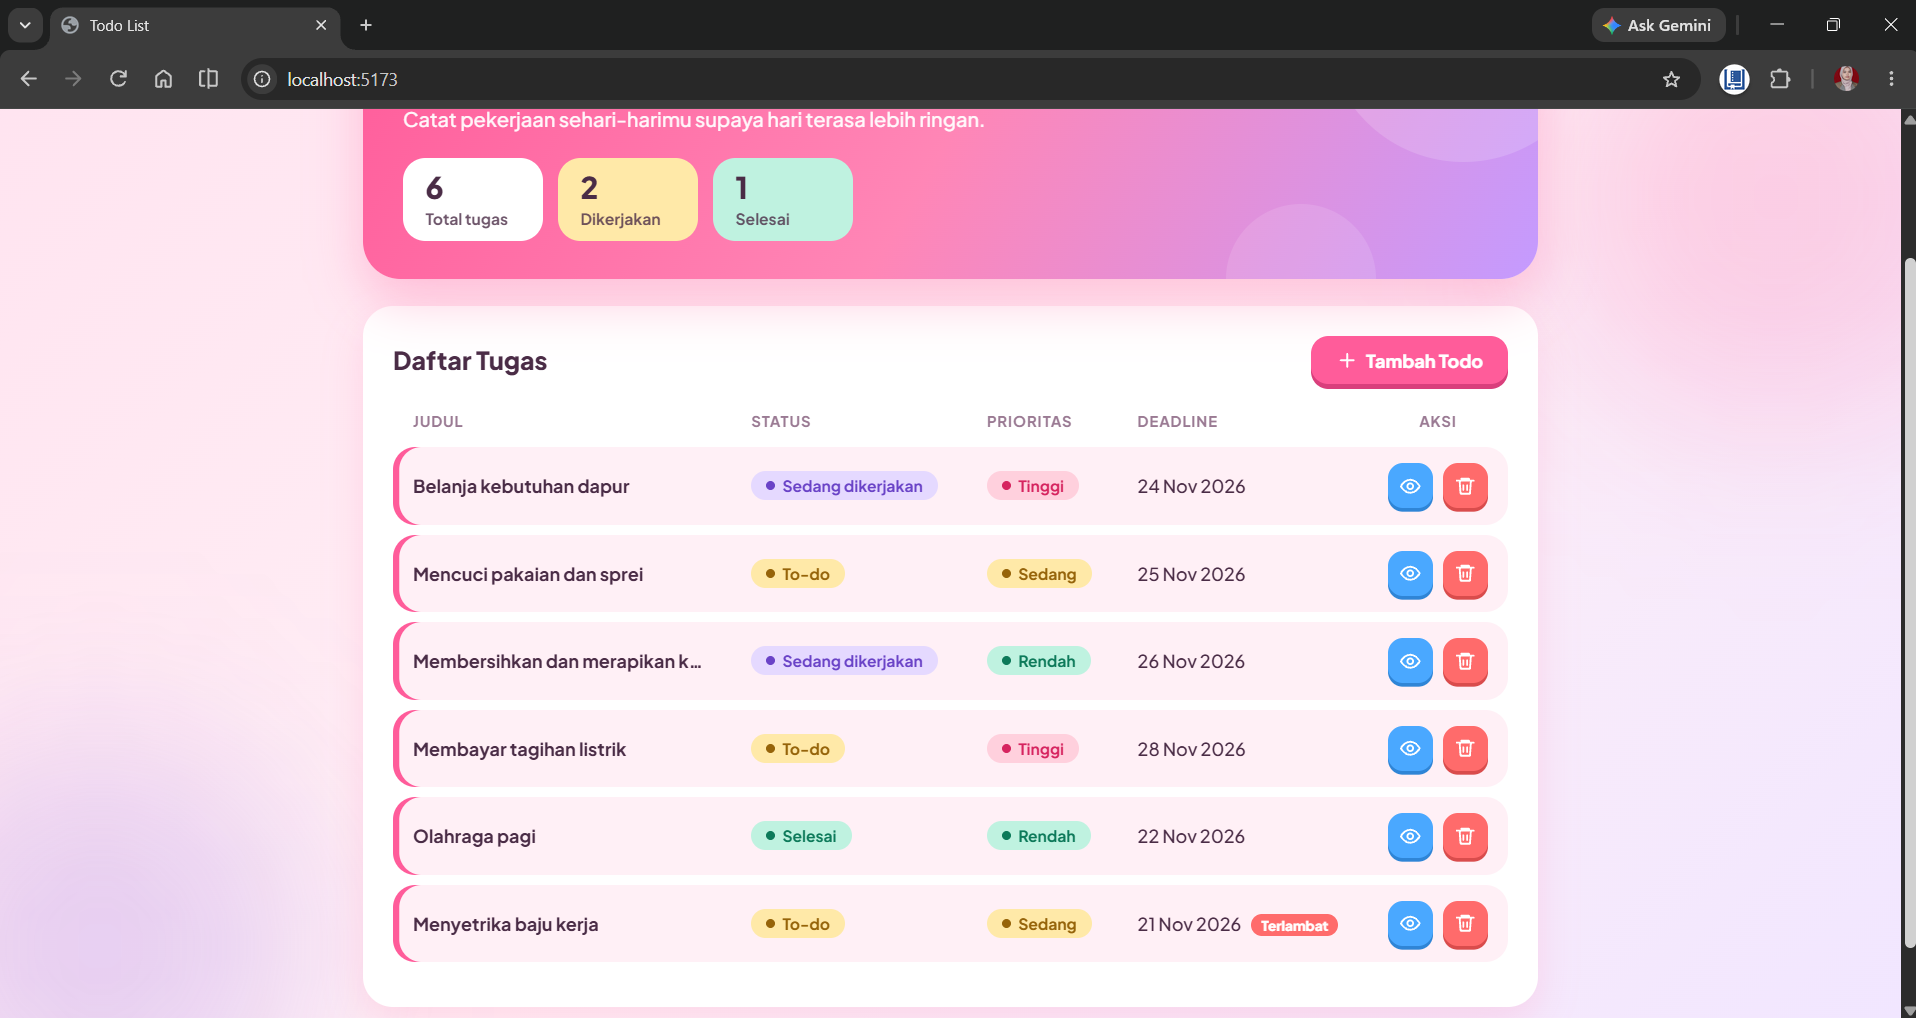 Todo List
Ask Gemini
localhost:5173
Catat pekerjaan sehari-harimu supaya hari terasa lebih ringan.
6
Total tugas
2
Dikerjakan
1
Selesai
Daftar Tugas
+ Tambah Todo
JUDUL STATUS PRIORITAS DEADLINE AKSI
Belanja kebutuhan dapur Sedang dikerjakan Tinggi 24 Nov 2026
Mencuci pakaian dan sprei To-do Sedang 25 Nov 2026
Membersihkan dan merapikan k... Sedang dikerjakan Rendah 26 Nov 2026
Membayar tagihan listrik To-do Tinggi 28 Nov 2026
Olahraga pagi Selesai Rendah 22 Nov 2026
Menyetrika baju kerja To-do Sedang 21 Nov 2026 Terlambat